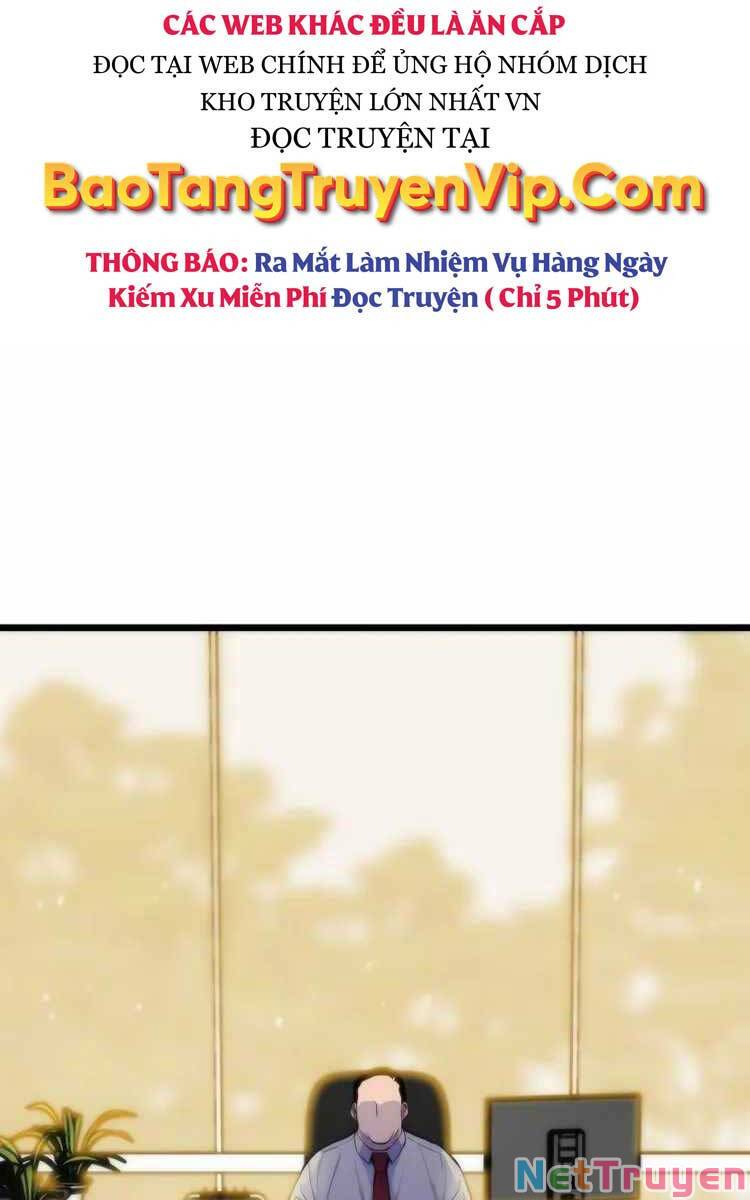 CÁC WEB KHÁC ĐỀU LÀ ĂN CẮP
ĐỌC TẠI WEB CHÍNH ĐỂ ỦNG HỘ NHÓM DỊCH
KHO TRUYỆN LỚN NHẤT VN
ĐỌC TRUYỆN TẠI
BaoTangTruyenVip.Com
THÔNG BÁO: Ra Mắt Làm Nhiệm Vụ Hàng Ngày
Kiếm Xu Miễn Phí Đọc Truyện ( Chỉ 5 Phút)
NetTruyen